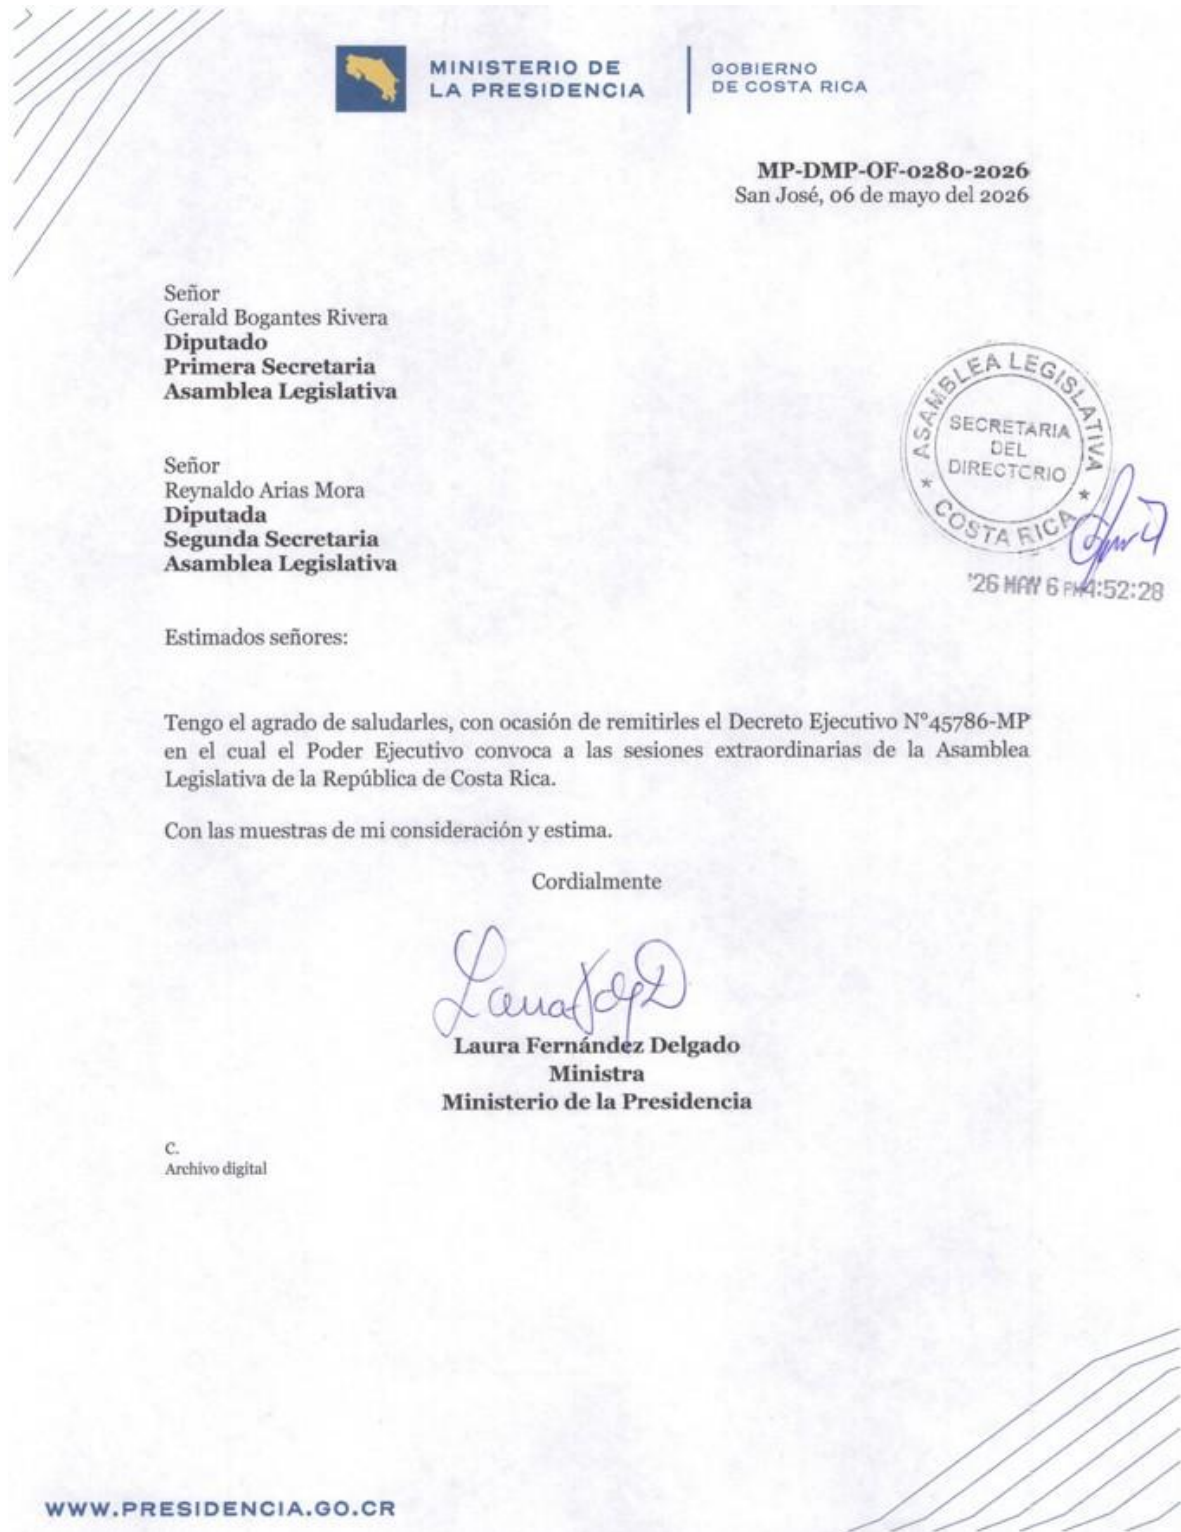 MINISTERIO DE
LA PRESIDENCIA
GOBIERNO
DE COSTA RICA
MP-DMP-OF-0280-2026
San José, 06 de mayo del 2026
Señor
Gerald Bogantes Rivera
Diputado
Primera Secretaria
Asamblea Legislativa
ASAMBLEA LEGISLATIVA
SECRETARIA
DEL
DIRECTORIO
* COSTA RICA *
'26 MAY 6 PM4:52:28
Señor
Reynaldo Arias Mora
Diputada
Segunda Secretaria
Asamblea Legislativa
Estimados señores:
Tengo el agrado de saludarles, con ocasión de remitirles el Decreto Ejecutivo N°45786-MP
en el cual el Poder Ejecutivo convoca a las sesiones extraordinarias de la Asamblea
Legislativa de la República de Costa Rica.
Con las muestras de mi consideración y estima.
Cordialmente
Laura Fernández Delgado
Ministra
Ministerio de la Presidencia
C.
Archivo digital
WWW.PRESIDENCIA.GO.CR